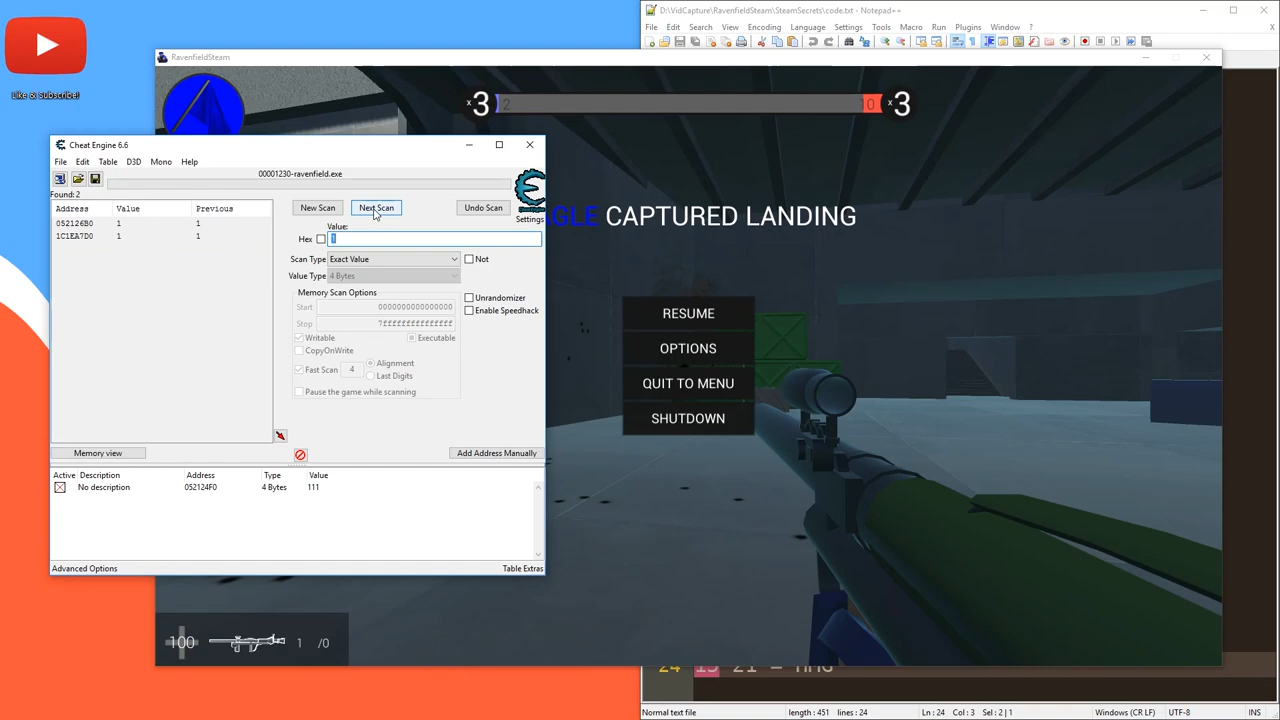 Like & Subscribe!
D:\VidCapture\RavenfieldSteam\SteamSecrets\code.txt - Notepad++
File Edit Search View Encoding Language Settings Tools Macro Run Plugins Window ?
RavenfieldSteam
x3 2 10 x3
CAPTURED LANDING
RESUME
OPTIONS
QUIT TO MENU
SHUTDOWN
100 1 /0
Cheat Engine 6.6
File Edit Table D3D Mono Help
00001230-ravenfield.exe
Found: 2
Address Value Previous
052126B0 1 1
1C1EA7D0 1 1
New Scan Next Scan Undo Scan
Settings
Value:
Hex 1
Scan Type Exact Value Not
Value Type 4 Bytes
Memory Scan Options
Start 0000000000000000
Stop 7fffffffffffffff
Writable Executable
CopyOnWrite
Fast Scan 4 Alignment
Last Digits
Pause the game while scanning
Unrandomizer
Enable Speedhack
Memory view Add Address Manually
Active Description Address Type Value
No description 052124F0 4 Bytes 111
Advanced Options Table Extras
Normal text file length : 451 lines : 24 Ln : 24 Col : 3 Sel : 2 | 1 Windows (CR LF) UTF-8 INS